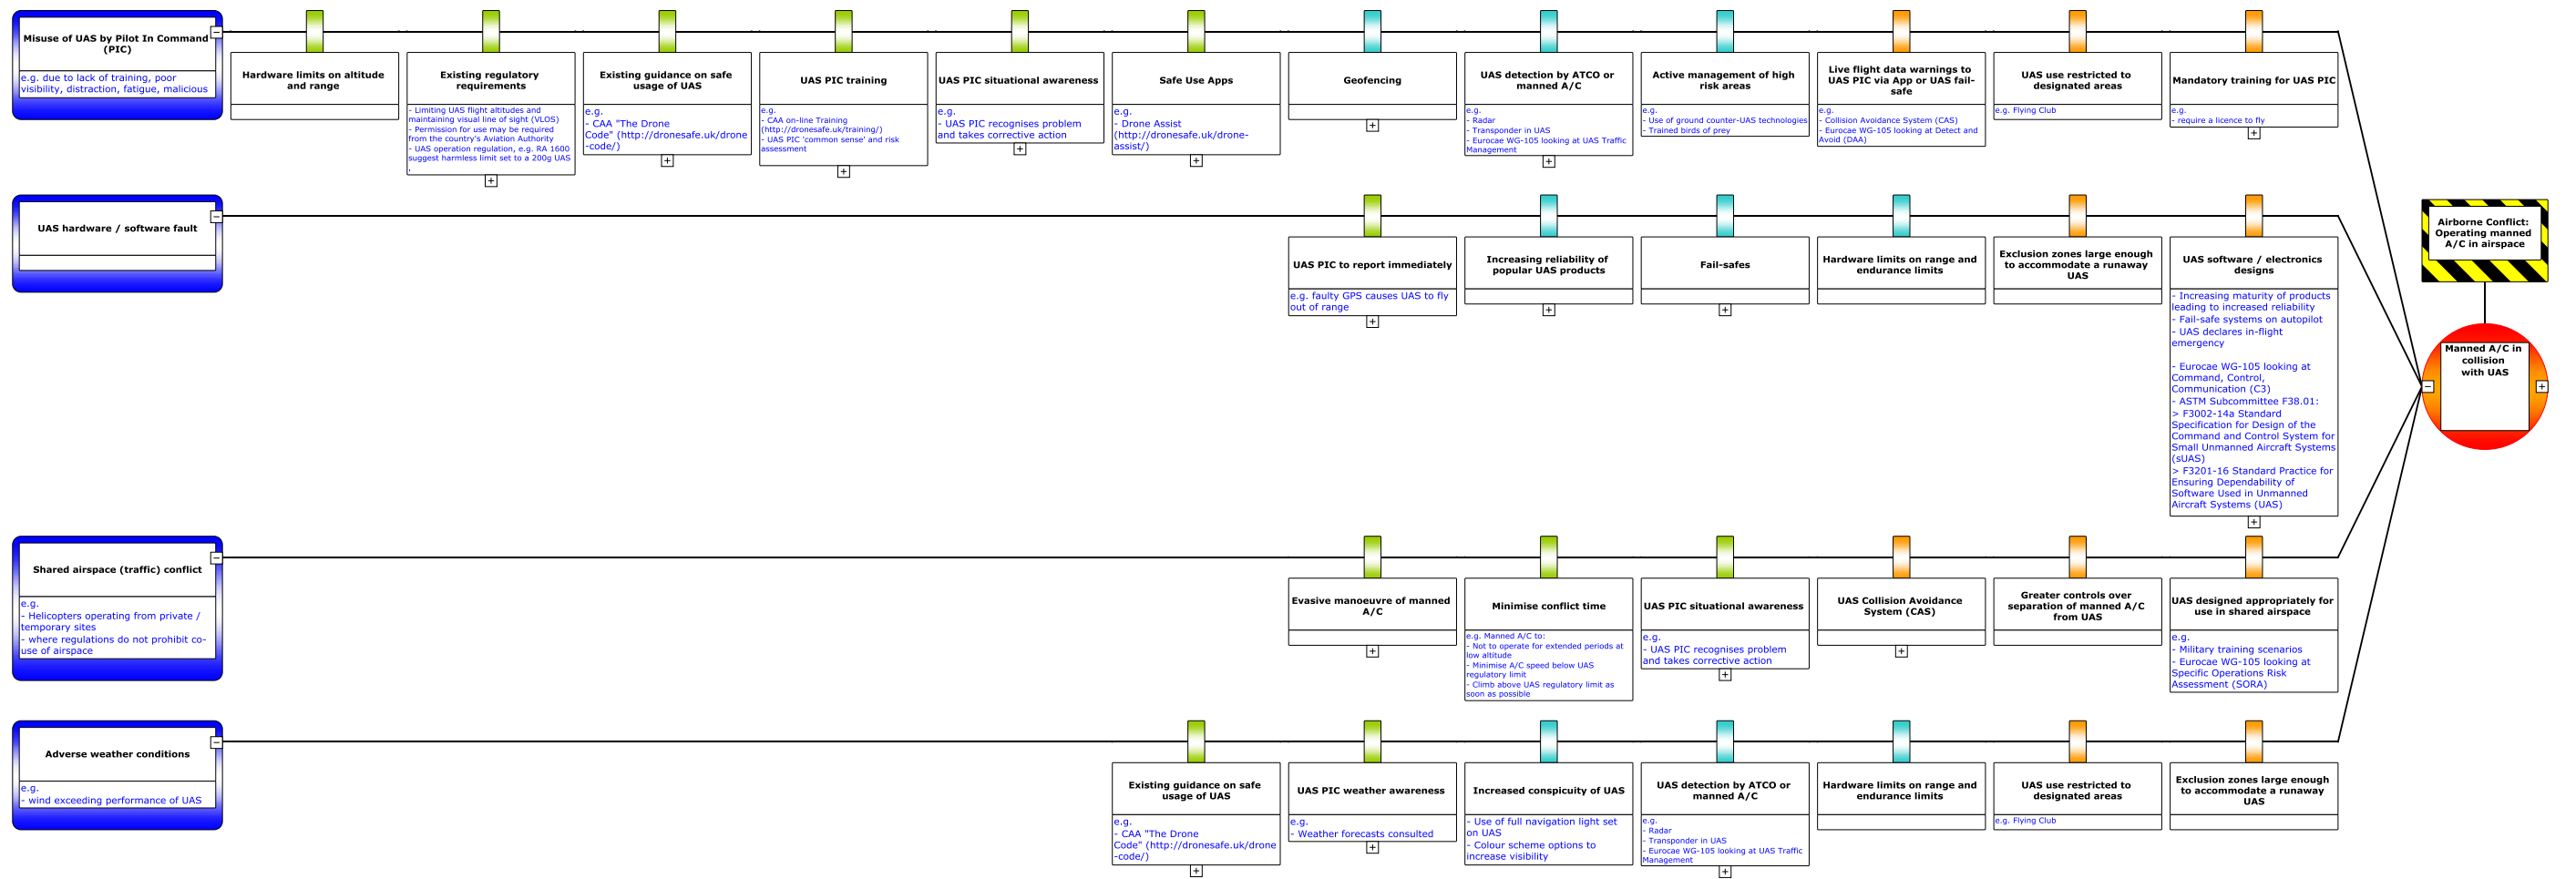 Misuse of UAS by Pilot In Command
(PIC)
e.g. due to lack of training, poor
visibility, distraction, fatigue, malicious
Hardware limits on altitude
and range
Existing regulatory
requirements
- Limiting UAS flight altitudes and
maintaining visual line of sight (VLOS)
- Permission for use may be required
from the country's Aviation Authority
- UAS operation regulation, e.g. RA 1600
suggest harmless limit set to a 200g UAS
.
Existing guidance on safe
usage of UAS
e.g.
- CAA "The Drone
Code" (http://dronesafe.uk/drone
-code/)
UAS PIC training
e.g.
- CAA on-line Training
(http://dronesafe.uk/training/)
- UAS PIC 'common sense' and risk
assessment
UAS PIC situational awareness
e.g.
- UAS PIC recognises problem
and takes corrective action
Safe Use Apps
e.g.
- Drone Assist
(http://dronesafe.uk/drone-
assist/)
Geofencing
UAS detection by ATCO or
manned A/C
e.g.
- Radar
- Transponder in UAS
- Eurocae WG-105 looking at UAS Traffic
Management
Active management of high
risk areas
e.g.
- Use of ground counter-UAS technologies
- Trained birds of prey
Live flight data warnings to
UAS PIC via App or UAS fail-
safe
e.g.
- Collision Avoidance System (CAS)
- Eurocae WG-105 looking at Detect and
Avoid (DAA)
UAS use restricted to
designated areas
e.g. Flying Club
Mandatory training for UAS PIC
e.g.
- require a licence to fly
UAS hardware / software fault
UAS PIC to report immediately
e.g. faulty GPS causes UAS to fly
out of range
Increasing reliability of
popular UAS products
Fail-safes
Hardware limits on range and
endurance limits
Exclusion zones large enough
to accommodate a runaway
UAS
UAS software / electronics
designs
- Increasing maturity of products
leading to increased reliability
- Fail-safe systems on autopilot
- UAS declares in-flight
emergency
- Eurocae WG-105 looking at
Command, Control,
Communication (C3)
- ASTM Subcommittee F38.01:
> F3002-14a Standard
Specification for Design of the
Command and Control System for
Small Unmanned Aircraft Systems
(sUAS)
> F3201-16 Standard Practice for
Ensuring Dependability of
Software Used in Unmanned
Aircraft Systems (UAS)
Airborne Conflict:
Operating manned
A/C in airspace
Manned A/C in
collision
with UAS
Shared airspace (traffic) conflict
e.g.
- Helicopters operating from private /
temporary sites
- where regulations do not prohibit co-
use of airspace
Evasive manoeuvre of manned
A/C
Minimise conflict time
e.g. Manned A/C to:
- Not to operate for extended periods at
low altitude
- Minimise A/C speed below UAS
regulatory limit
- Climb above UAS regulatory limit as
soon as possible
UAS PIC situational awareness
e.g.
- UAS PIC recognises problem
and takes corrective action
UAS Collision Avoidance
System (CAS)
Greater controls over
separation of manned A/C
from UAS
UAS designed appropriately for
use in shared airspace
e.g.
- Military training scenarios
- Eurocae WG-105 looking at
Specific Operations Risk
Assessment (SORA)
Adverse weather conditions
e.g.
- wind exceeding performance of UAS
Existing guidance on safe
usage of UAS
e.g.
- CAA "The Drone
Code" (http://dronesafe.uk/drone
-code/)
UAS PIC weather awareness
e.g.
- Weather forecasts consulted
Increased conspicuity of UAS
- Use of full navigation light set
on UAS
- Colour scheme options to
increase visibility
UAS detection by ATCO or
manned A/C
e.g.
- Radar
- Transponder in UAS
- Eurocae WG-105 looking at UAS Traffic
Management
Hardware limits on range and
endurance limits
UAS use restricted to
designated areas
e.g. Flying Club
Exclusion zones large enough
to accommodate a runaway
UAS